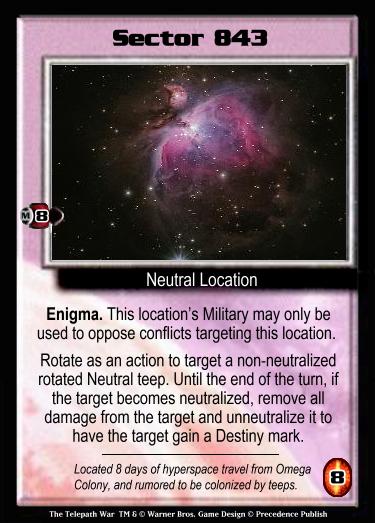 Sector 843
M 8
Neutral Location
Enigma. This location's Military may only be
used to oppose conflicts targeting this location.
Rotate as an action to target a non-neutralized
rotated Neutral teep. Until the end of the turn, if
the target becomes neutralized, remove all
damage from the target and unneutralize it to
have the target gain a Destiny mark.
Located 8 days of hyperspace travel from Omega
Colony, and rumored to be colonized by teeps.
8
The Telepath War TM & © Warner Bros. Game Design © Precedence Publish